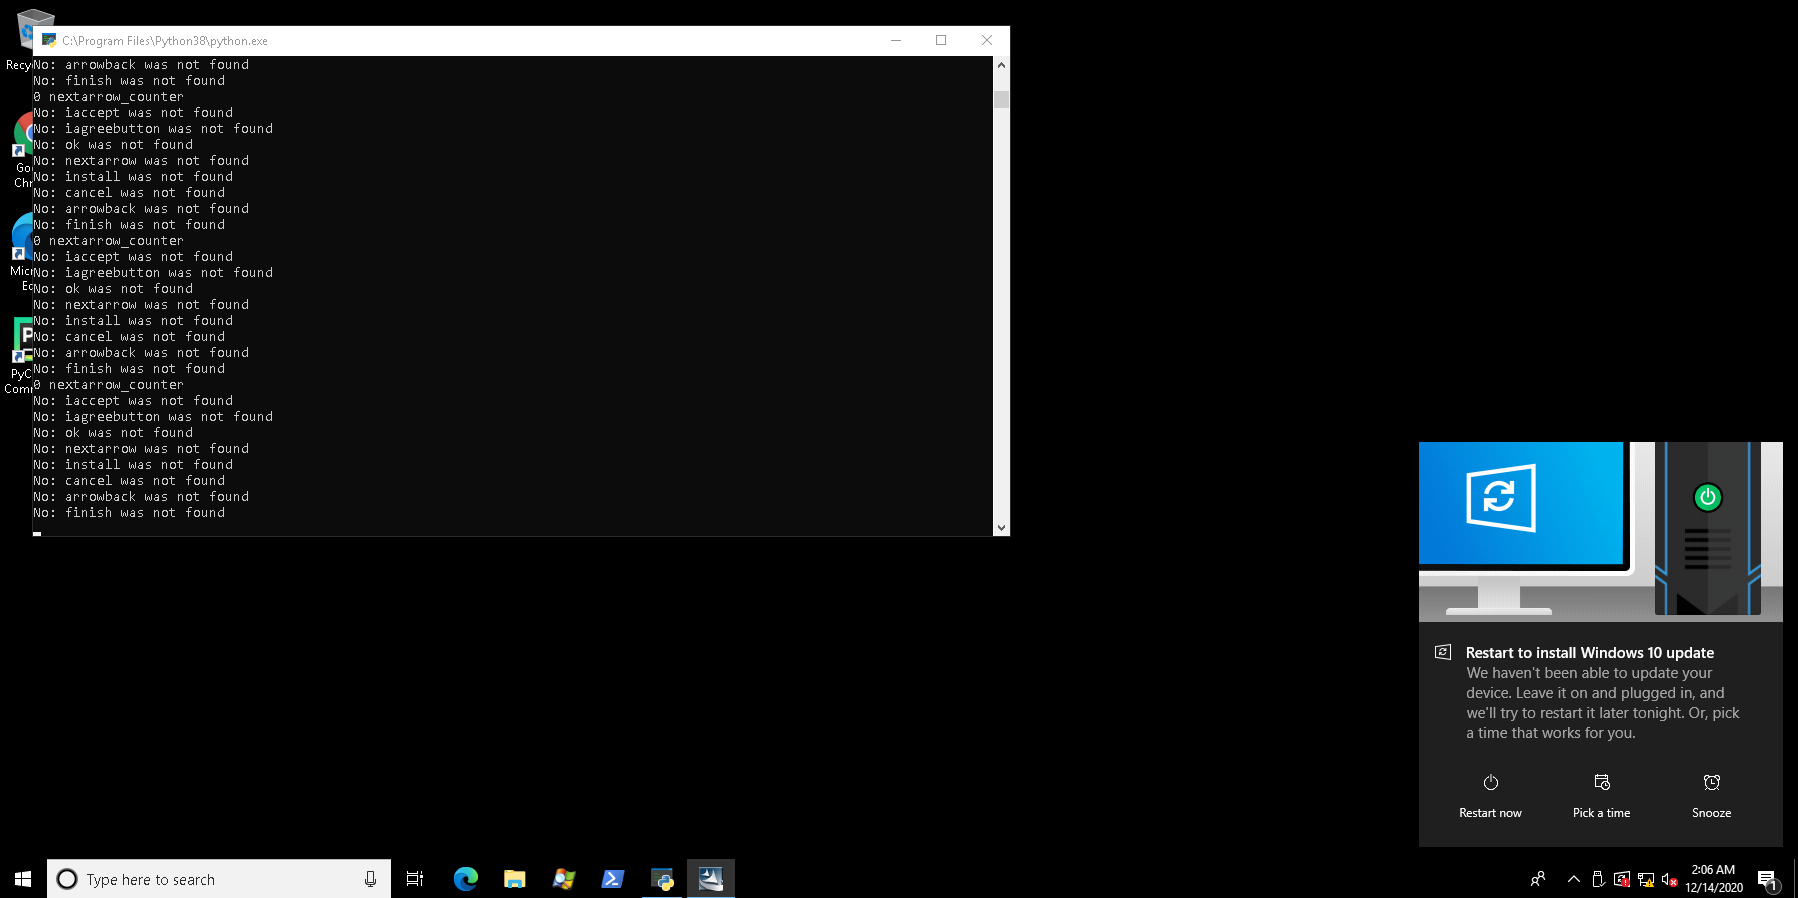 C:\Program Files\Python38\python.exe
No: arrowback was not found
No: finish was not found
0 nextarrow_counter
No: iaccept was not found
No: iagreebutton was not found
No: ok was not found
No: nextarrow was not found
No: install was not found
No: cancel was not found
No: arrowback was not found
No: finish was not found
0 nextarrow_counter
No: iaccept was not found
No: iagreebutton was not found
No: ok was not found
No: nextarrow was not found
No: install was not found
No: cancel was not found
No: arrowback was not found
No: finish was not found
0 nextarrow_counter
No: iaccept was not found
No: iagreebutton was not found
No: ok was not found
No: nextarrow was not found
No: install was not found
No: cancel was not found
No: arrowback was not found
No: finish was not found
Restart to install Windows 10 update
We haven't been able to update your
device. Leave it on and plugged in, and
we'll try to restart it later tonight. Or, pick
a time that works for you.
Restart now
Pick a time
Snooze
Type here to search
2:06 AM
12/14/2020
1